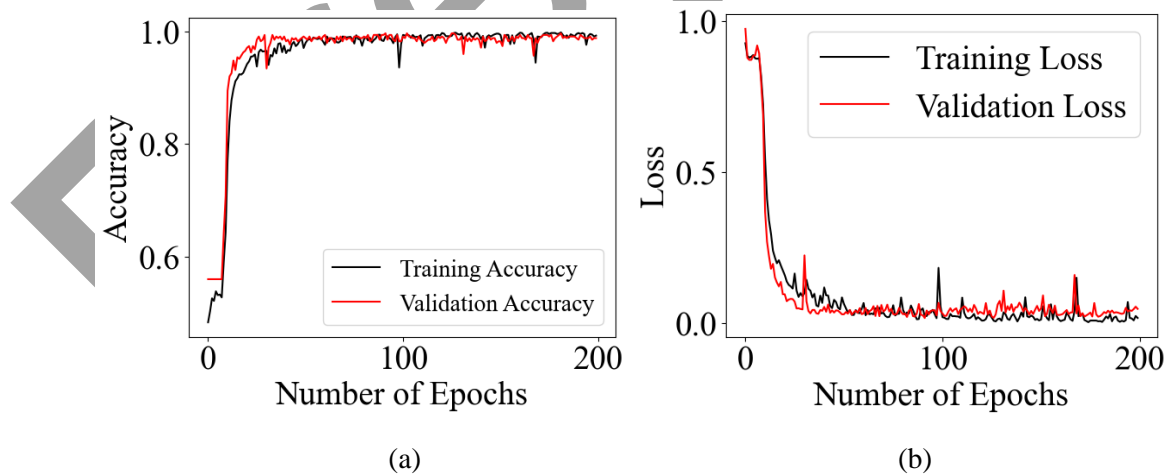 1.0
0.8
0.6
Accuracy
Training Accuracy
Validation Accuracy
0
100
200
Number of Epochs
(a)
1.0
0.5
0.0
Loss
Training Loss
Validation Loss
0
100
200
Number of Epochs
(b)